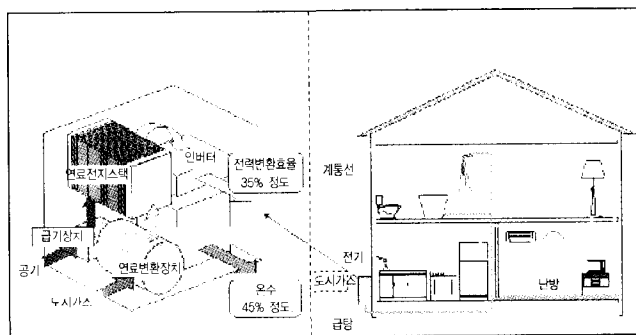 인버터
연료전지스택
전력변환효율
35% 정도
급기상치
공기
연료변환장치
노시가스
온수
45% 정도
계통선
전기
도시가스
급탕
난방